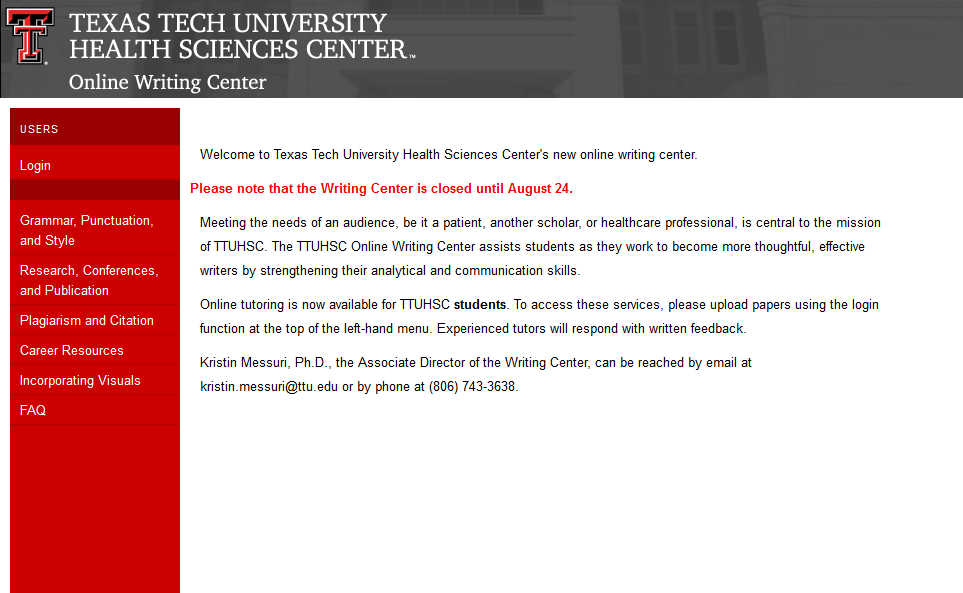 TEXAS TECH UNIVERSITY
HEALTH SCIENCES CENTER™
Online Writing Center
USERS
Login
Grammar, Punctuation,
and Style
Research, Conferences,
and Publication
Plagiarism and Citation
Career Resources
Incorporating Visuals
FAQ
Welcome to Texas Tech University Health Sciences Center's new online writing center.
Please note that the Writing Center is closed until August 24.
Meeting the needs of an audience, be it a patient, another scholar, or healthcare professional, is central to the mission
of TTUHSC. The TTUHSC Online Writing Center assists students as they work to become more thoughtful, effective
writers by strengthening their analytical and communication skills.
Online tutoring is now available for TTUHSC students. To access these services, please upload papers using the login
function at the top of the left-hand menu. Experienced tutors will respond with written feedback.
Kristin Messuri, Ph.D., the Associate Director of the Writing Center, can be reached by email at
kristin.messuri@ttu.edu or by phone at (806) 743-3638.